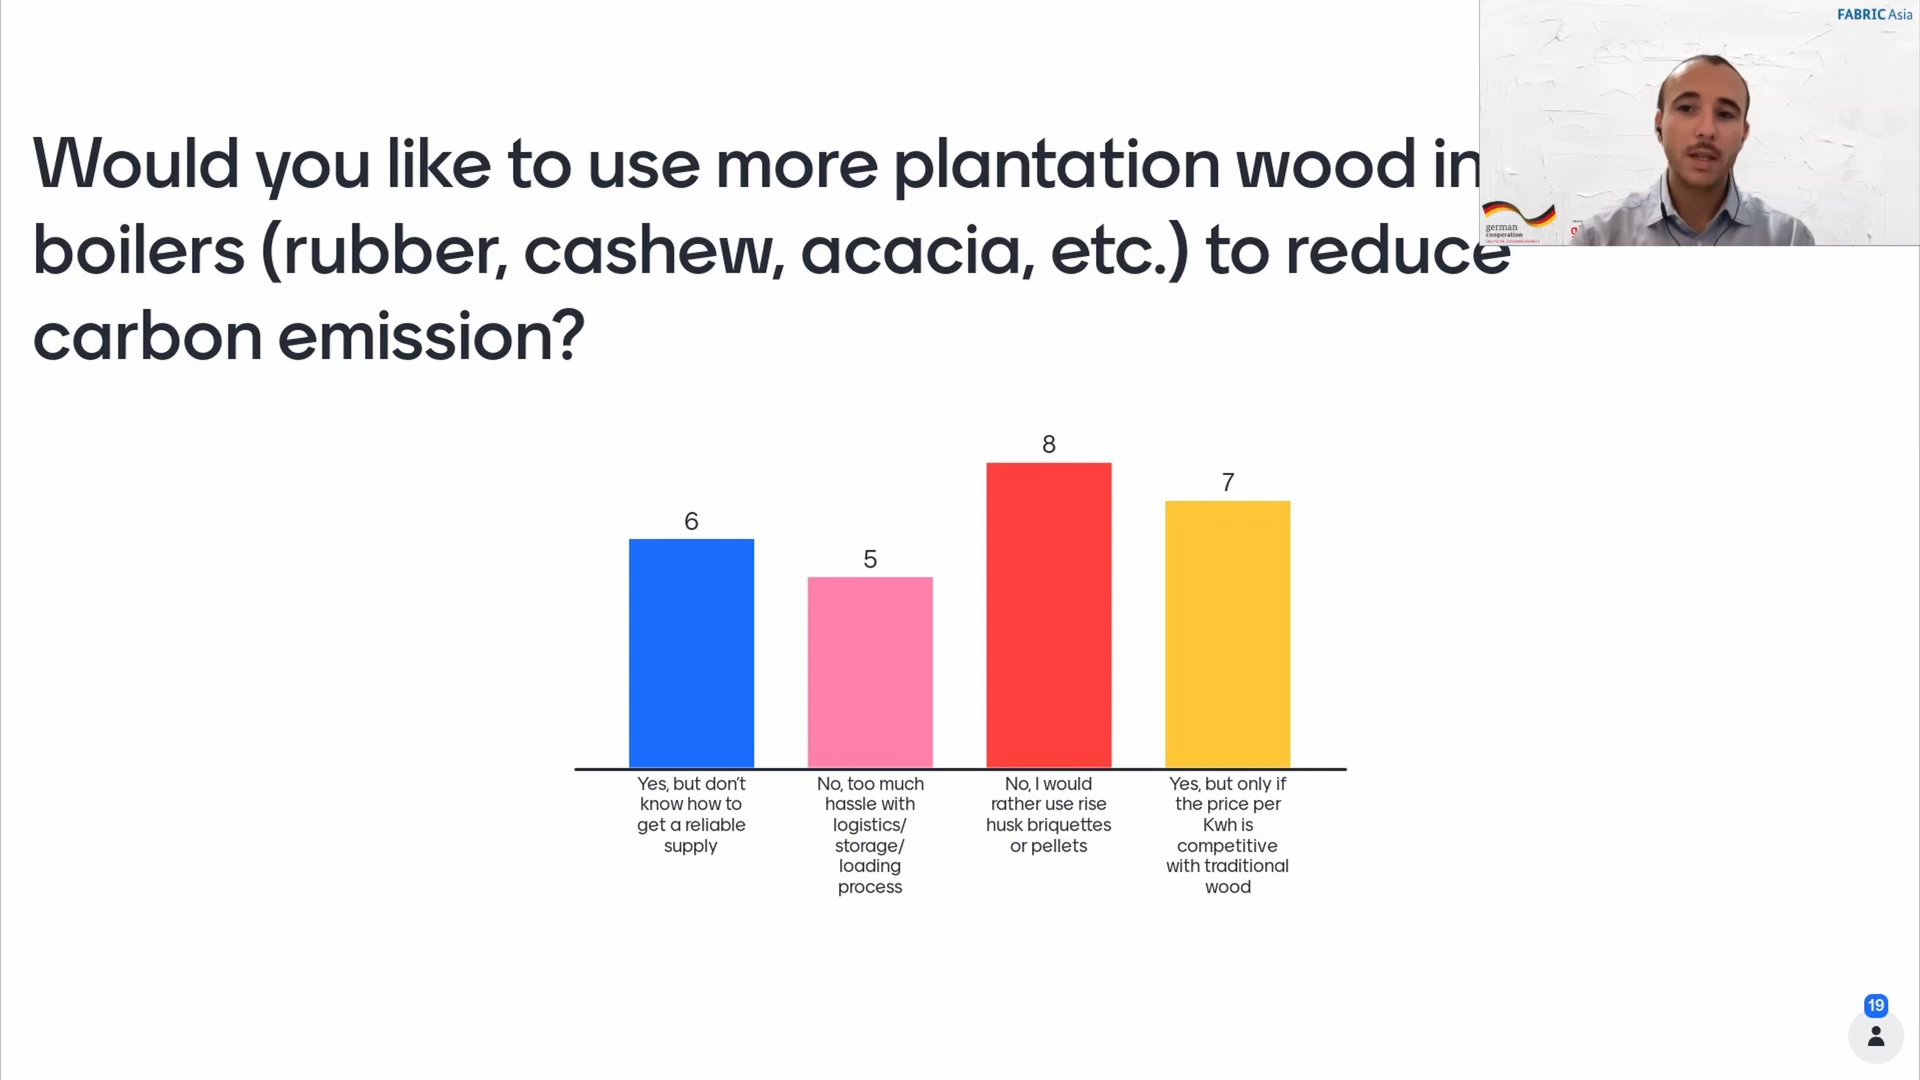 FABRIC Asia
Would you like to use more plantation wood in
boilers (rubber, cashew, acacia, etc.) to reduce
carbon emission?
german
cooperation
8
7
6
5
Yes, but don't
know how to
get a reliable
supply
No, too much
hassle with
logistics/
storage/
loading
process
No, I would
rather use rise
husk briquettes
or pellets
Yes, but only if
the price per
Kwh is
competitive
with traditional
wood
19